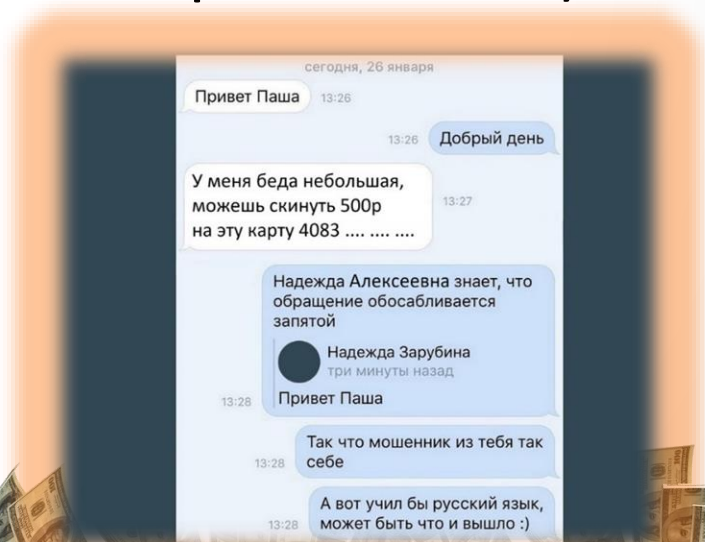 сегодня, 26 января
Привет Паша 13:26
13:26 Добрый день
У меня беда небольшая,
можешь скинуть 500р
на эту карту 4083 .... .... ....
13:27
Надежда Алексеевна знает, что
обращение обосабливается
запятой
Надежда Зарубина
три минуты назад
Привет Паша
13:28
Так что мошенник из тебя так
себе
13:28
А вот учил бы русский язык,
может быть что и вышло :)
13:28